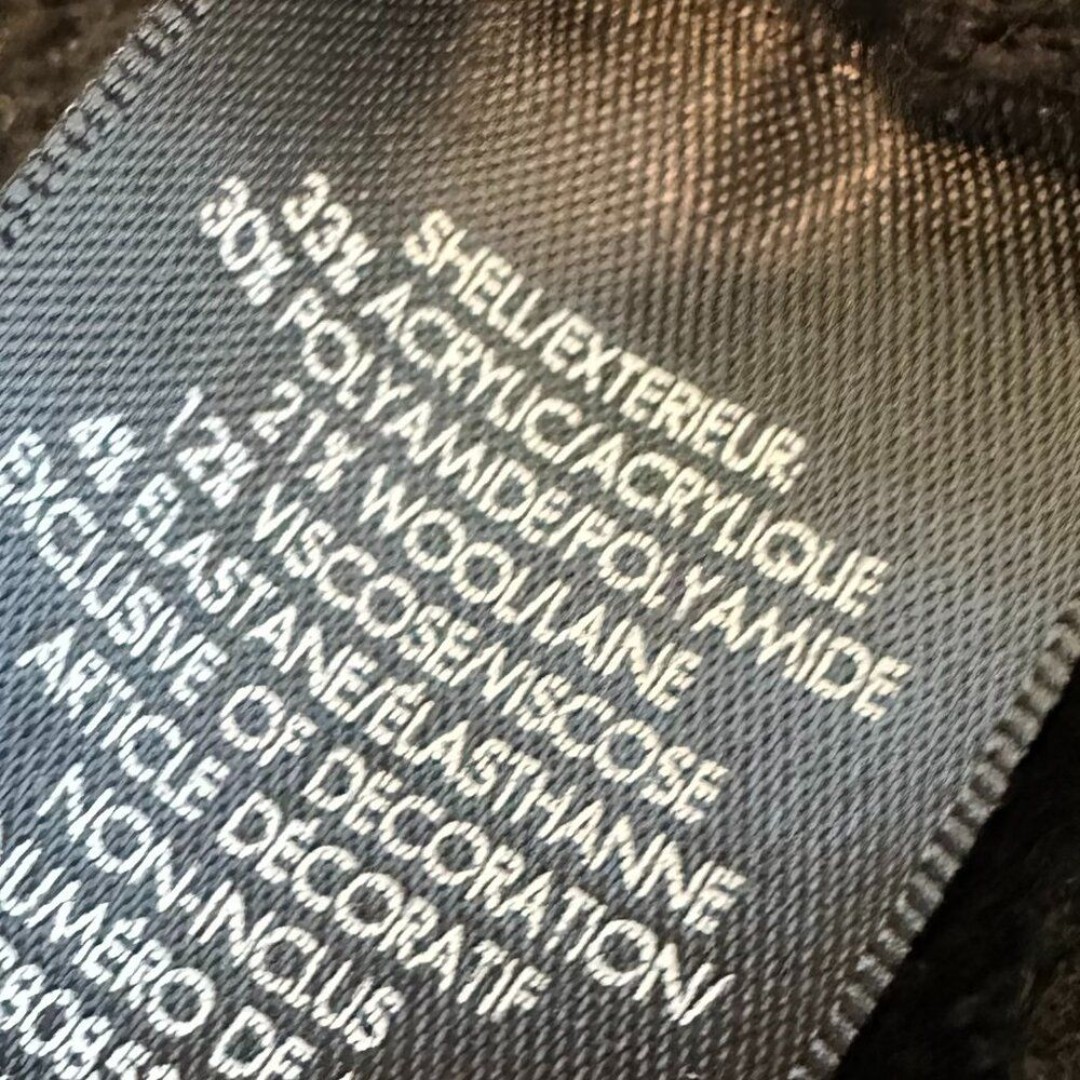 SHELL/EXTERIEUR:
33% ACRYLIC/ACRYLIQUE
30% POLYAMIDE/POLYAMIDE
21% WOOL/LAINE
12% VISCOSE/VISCOSE
4% ELASTANE/ÉLASTHANNE
EXCLUSIVE OF DECORATION/
ARTICLE DÉCORATIF
NON-INCLUS
DE